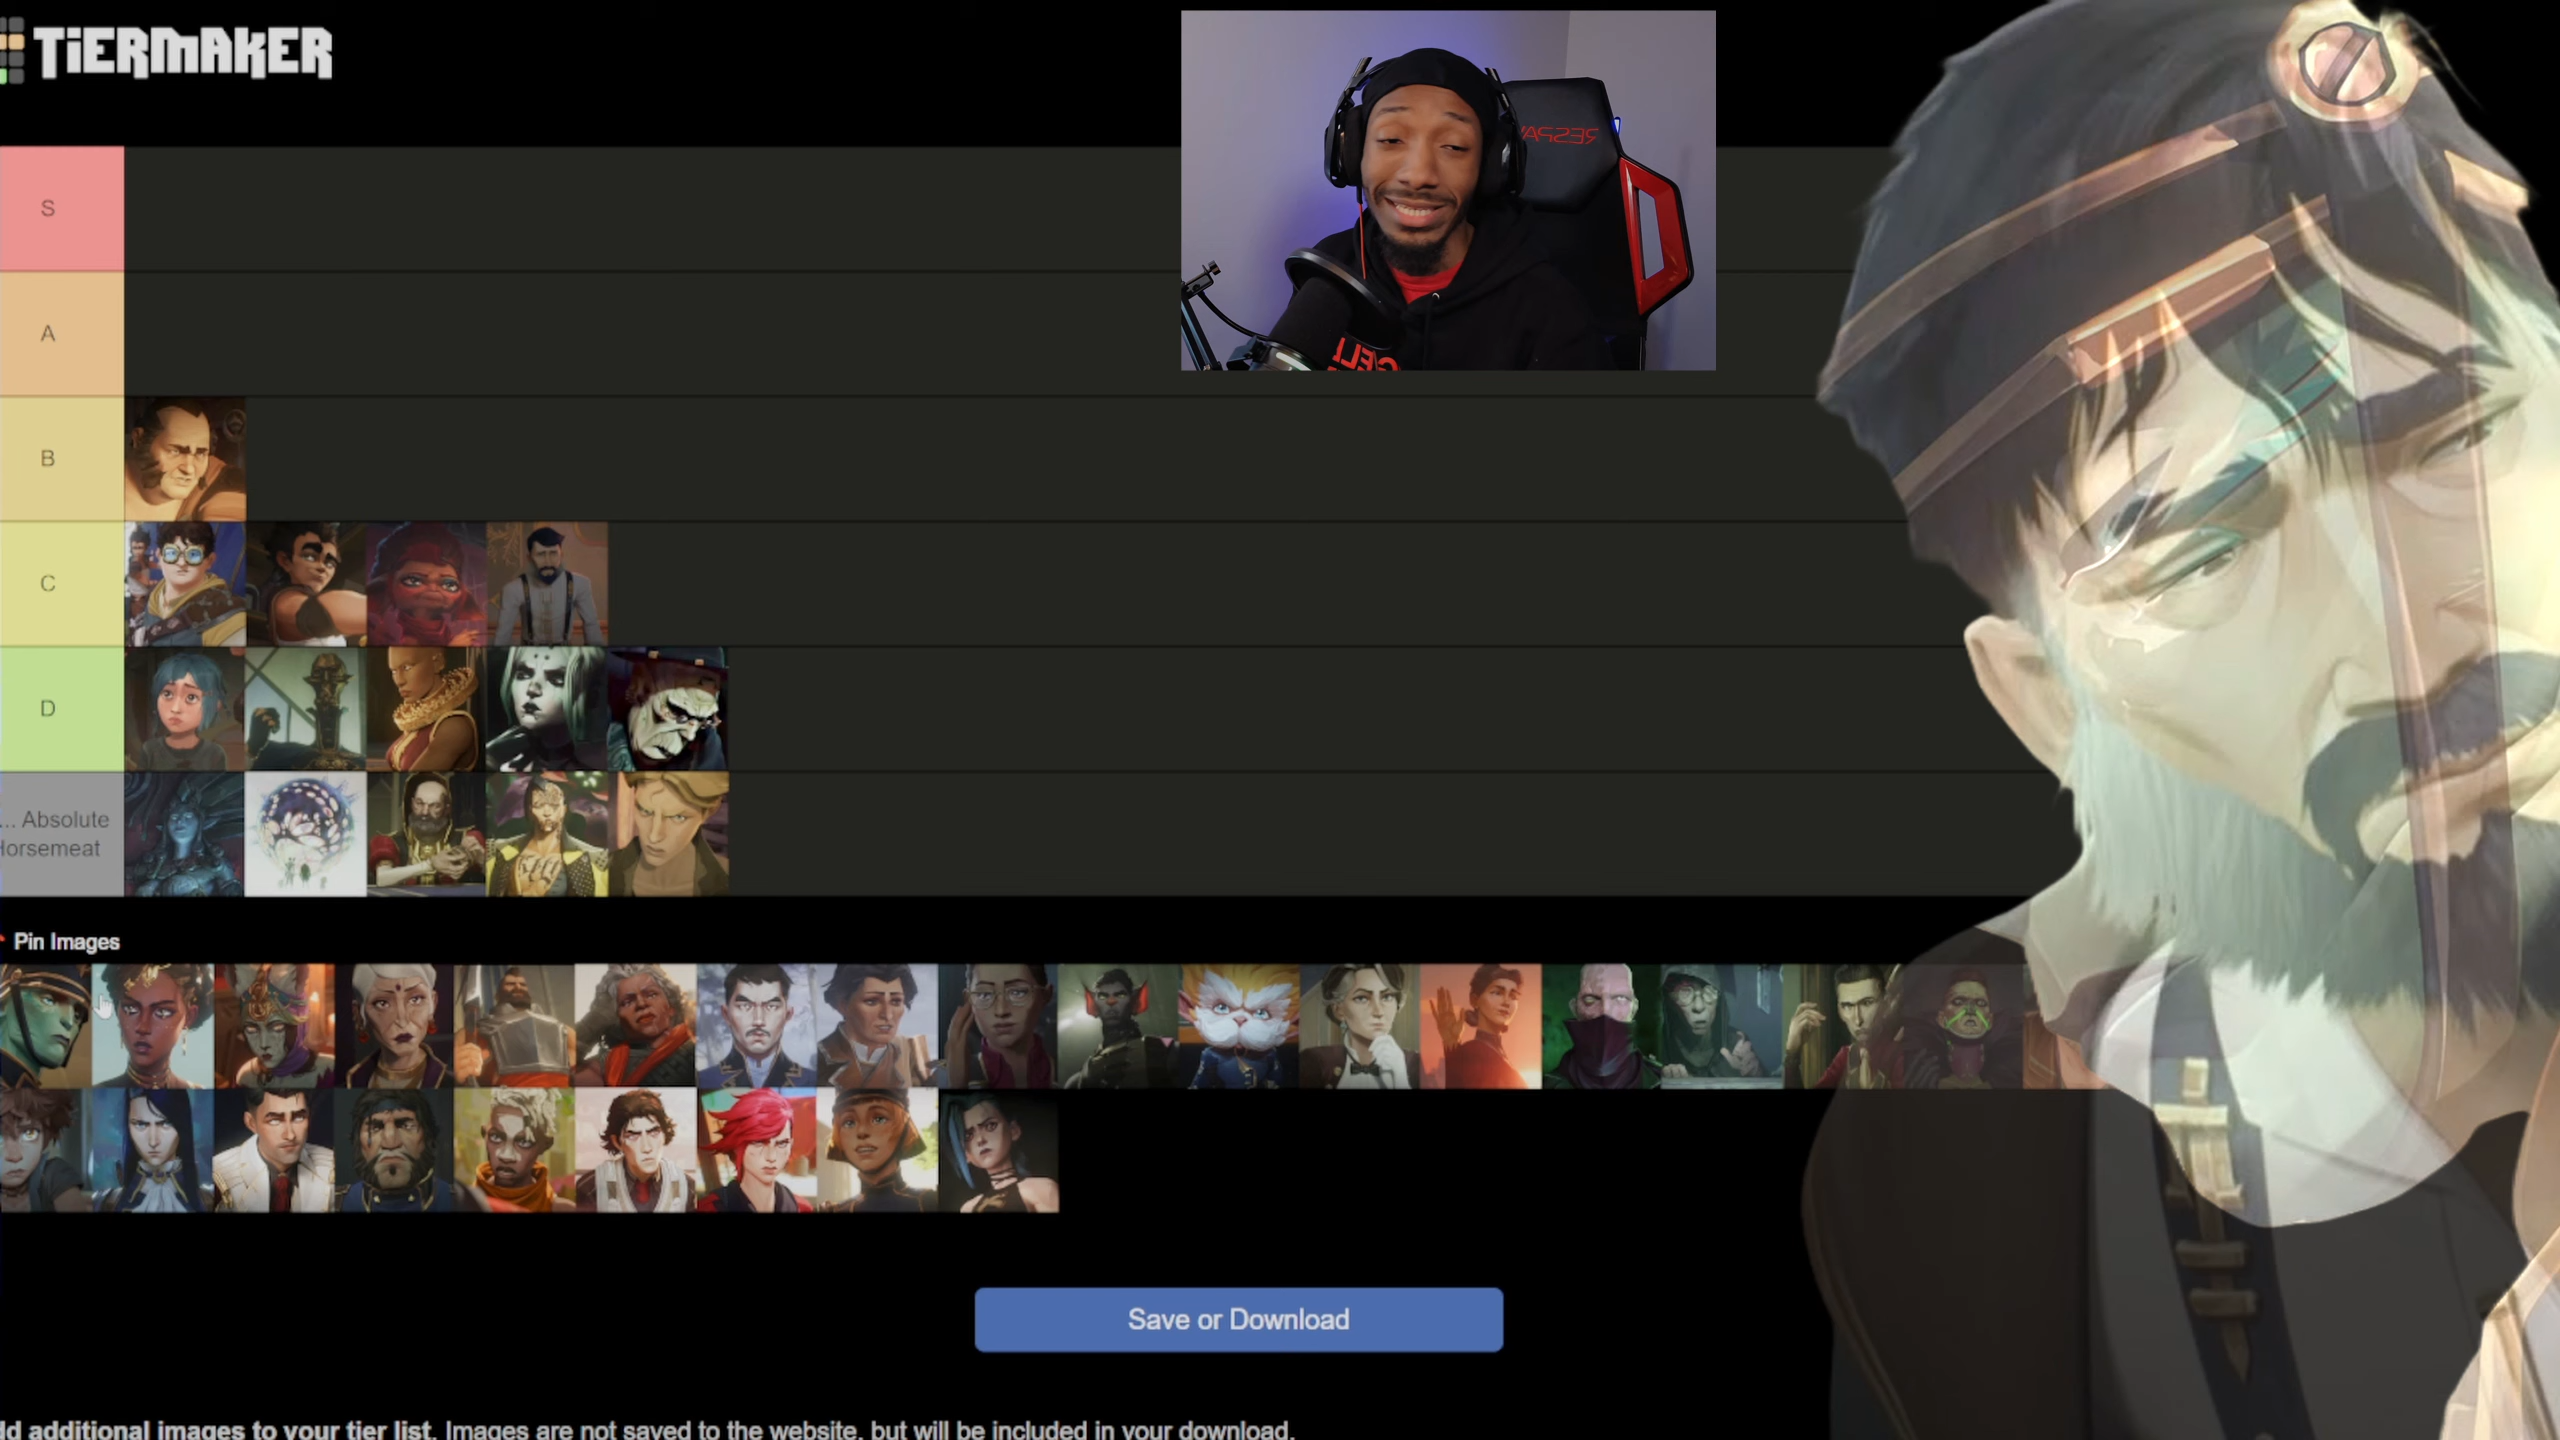 TiERMAKER
S
A
B
C
D
... Absolute
Horsemeat
Pin Images
Save or Download
dd additional images to your tier list. Images are not saved to the website, but will be included in your download.